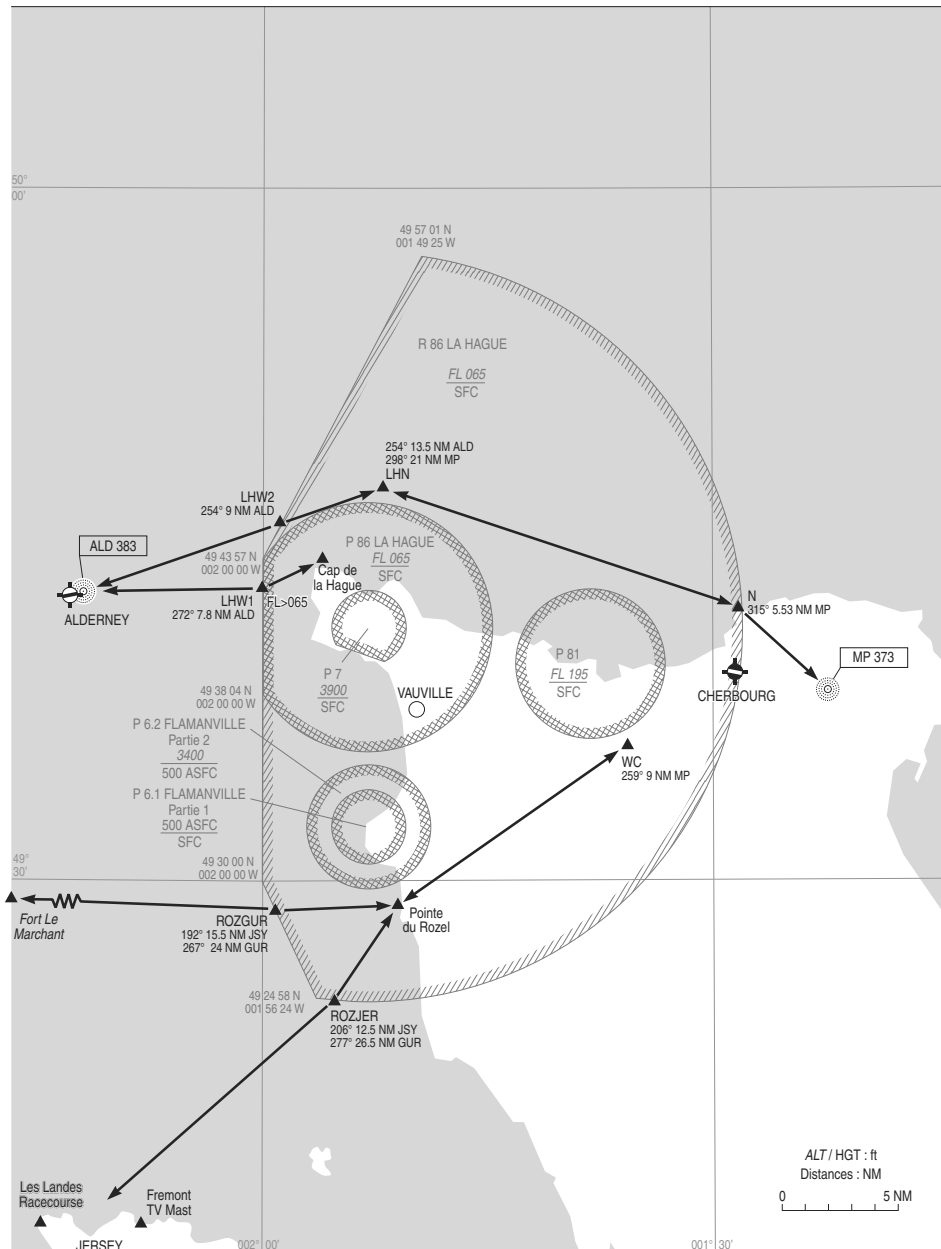 50°
00'
49 57 01 N
001 49 25 W
R 86 LA HAGUE
FL 065
SFC
254° 13.5 NM ALD
298° 21 NM MP
LHN
LHW2
254° 9 NM ALD
P 86 LA HAGUE
FL 065
SFC
ALD 383
49 43 57 N
002 00 00 W
Cap de
la Hague
ALDERNEY
LHW1
272° 7.8 NM ALD
FL>065
N
315° 5.53 NM MP
P 81
FL 195
SFC
MP 373
P 7
3900
SFC
VAUVILLE
CHERBOURG
49 38 04 N
002 00 00 W
P 6.2 FLAMANVILLE
Partie 2
3400
500 ASFC
WC
259° 9 NM MP
P 6.1 FLAMANVILLE
Partie 1
500 ASFC
SFC
49°
30'
49 30 00 N
002 00 00 W
Fort Le
Marchant
ROZGUR
192° 15.5 NM JSY
267° 24 NM GUR
Pointe
du Rozel
49 24 58 N
001 56 24 W
ROZJER
206° 12.5 NM JSY
277° 26.5 NM GUR
ALT / HGT : ft
Distances : NM
0
5 NM
Les Landes
Racecourse
Fremont
TV Mast
JERSEY
002° 00'
001° 30'